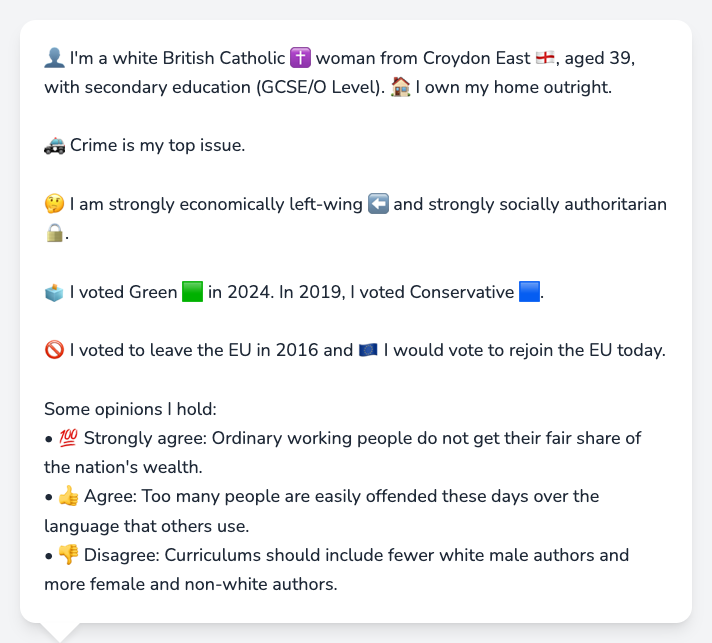 👤 I'm a white British Catholic ✝️ woman from Croydon East 🏴󠁧󠁢󠁥󠁮󠁧󠁿, aged 39,
with secondary education (GCSE/O Level). 🏠 I own my home outright.
🚓 Crime is my top issue.
🤔 I am strongly economically left-wing ⬅️ and strongly socially authoritarian
🔒.
🗳️ I voted Green 🟩 in 2024. In 2019, I voted Conservative 🟦.
🚫 I voted to leave the EU in 2016 and 🇪🇺 I would vote to rejoin the EU today.
Some opinions I hold:
• 💯 Strongly agree: Ordinary working people do not get their fair share of
the nation's wealth.
• 👍 Agree: Too many people are easily offended these days over the
language that others use.
• 👎 Disagree: Curriculums should include fewer white male authors and
more female and non-white authors.